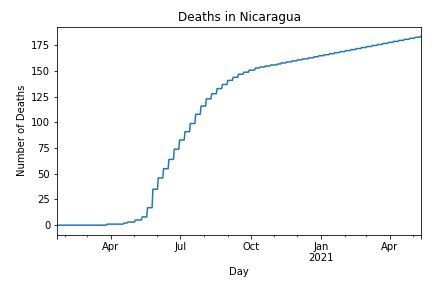 Deaths in Nicaragua
Number of Deaths
175
150
125
100
75
50
25
0
Apr
Jul
Oct
Jan
2021
Apr
Day